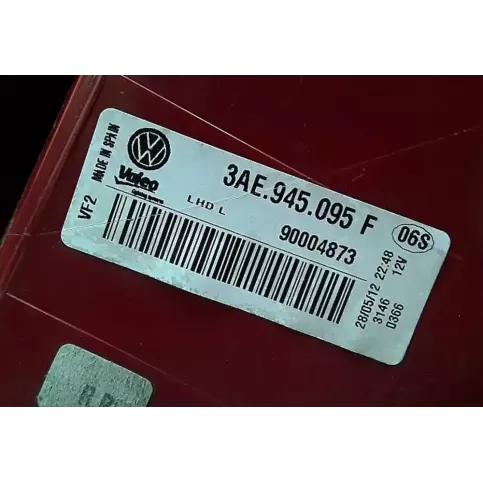 MADE IN SPAIN
VW
Valeo
VF2
LHD L
3AE.945.095 F
06S
90004873
28/05/12 22:48
3146 12V
0366